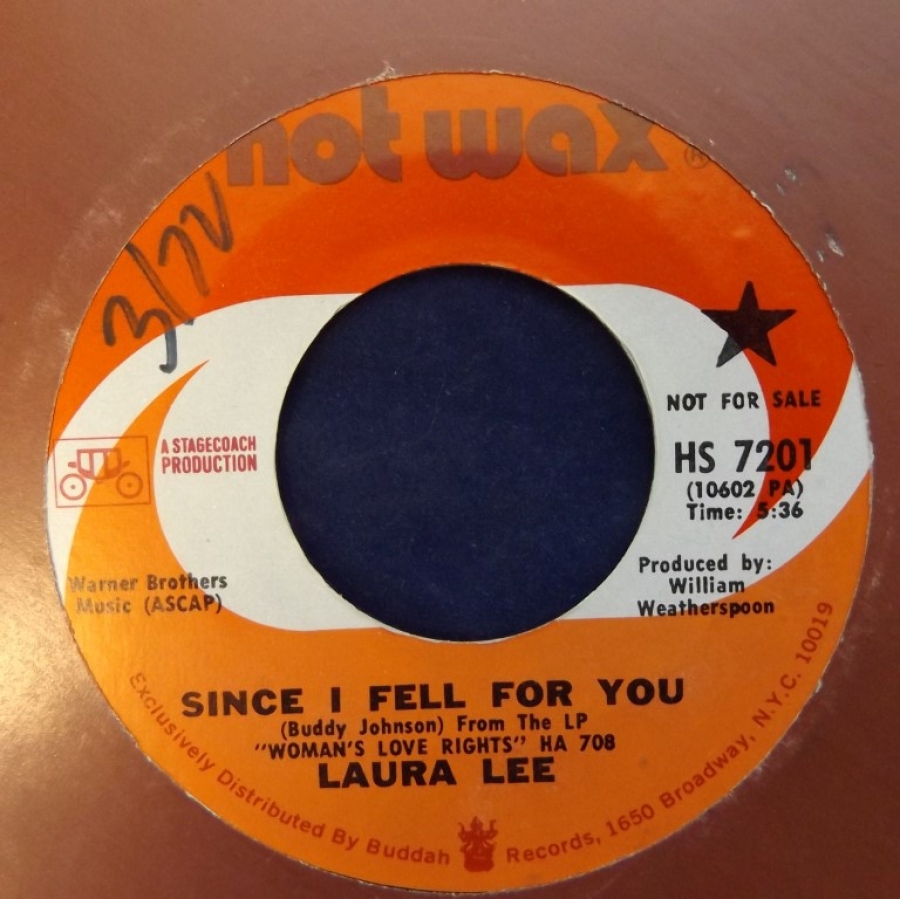 hot wax ®
3/72
NOT FOR SALE
HS 7201
(10602 PA)
Time: 5:36
A STAGECOACH
PRODUCTION
Produced by:
William
Weatherspoon
Warner Brothers
Music (ASCAP)
SINCE I FELL FOR YOU
(Buddy Johnson) From The LP
"WOMAN'S LOVE RIGHTS" HA 708
LAURA LEE
Exclusively Distributed By Buddah Records, 1650 Broadway, N.Y.C. 10019